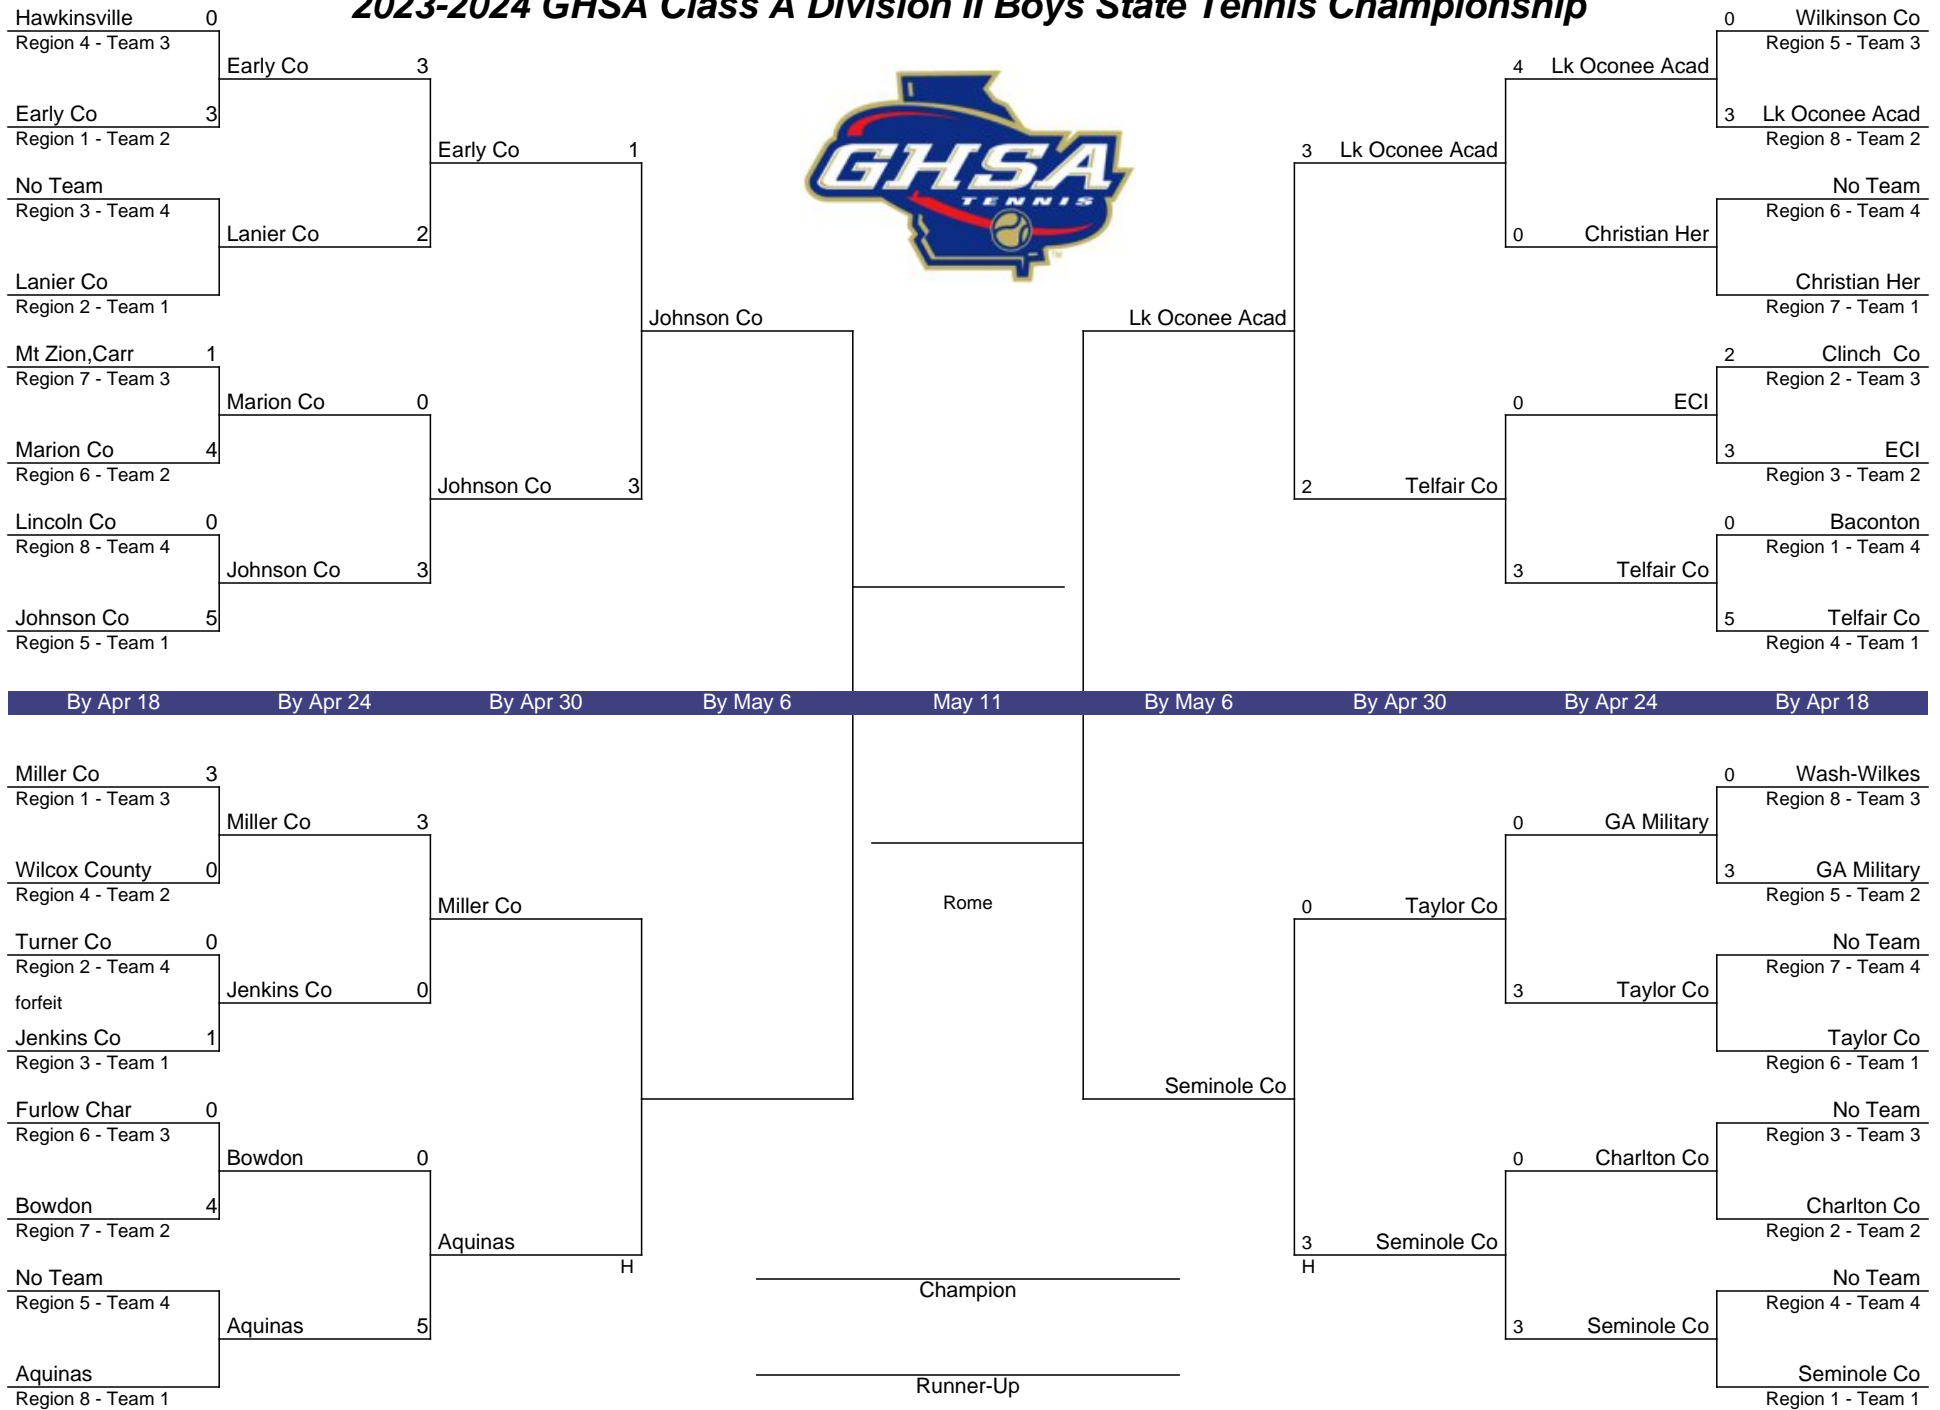 2023-2024 GHSA Class A Division II Boys State Tennis Championship
GHSA
TENNIS
TM
Hawkinsville 0
Region 4 - Team 3
Early Co 3
Early Co 3
Region 1 - Team 2
Early Co 1
No Team
Region 3 - Team 4
Lanier Co 2
Lanier Co
Region 2 - Team 1
Johnson Co
Mt Zion,Carr 1
Region 7 - Team 3
Marion Co 0
Marion Co 4
Region 6 - Team 2
Johnson Co 3
Lincoln Co 0
Region 8 - Team 4
Johnson Co 3
Johnson Co 5
Region 5 - Team 1
0 Wilkinson Co
Region 5 - Team 3
4 Lk Oconee Acad
3 Lk Oconee Acad
Region 8 - Team 2
3 Lk Oconee Acad
No Team
Region 6 - Team 4
0 Christian Her
Christian Her
Region 7 - Team 1
Lk Oconee Acad
2 Clinch  Co
Region 2 - Team 3
0 ECI
3 ECI
Region 3 - Team 2
2 Telfair Co
0 Baconton
Region 1 - Team 4
3 Telfair Co
5 Telfair Co
Region 4 - Team 1
By Apr 18 By Apr 24 By Apr 30 By May 6 May 11 By May 6 By Apr 30 By Apr 24 By Apr 18
Miller Co 3
Region 1 - Team 3
Miller Co 3
Wilcox County 0
Region 4 - Team 2
Miller Co
Turner Co 0
Region 2 - Team 4
Jenkins Co 0
forfeit
Jenkins Co 1
Region 3 - Team 1
Furlow Char 0
Region 6 - Team 3
Bowdon 0
Bowdon 4
Region 7 - Team 2
Aquinas
H
No Team
Region 5 - Team 4
Aquinas 5
Aquinas
Region 8 - Team 1
Rome
Champion
Runner-Up
0 Wash-Wilkes
Region 8 - Team 3
0 GA Military
3 GA Military
Region 5 - Team 2
0 Taylor Co
No Team
Region 7 - Team 4
3 Taylor Co
Taylor Co
Region 6 - Team 1
Seminole Co
No Team
Region 3 - Team 3
0 Charlton Co
Charlton Co
Region 2 - Team 2
3 Seminole Co
H
No Team
Region 4 - Team 4
3 Seminole Co
Seminole Co
Region 1 - Team 1